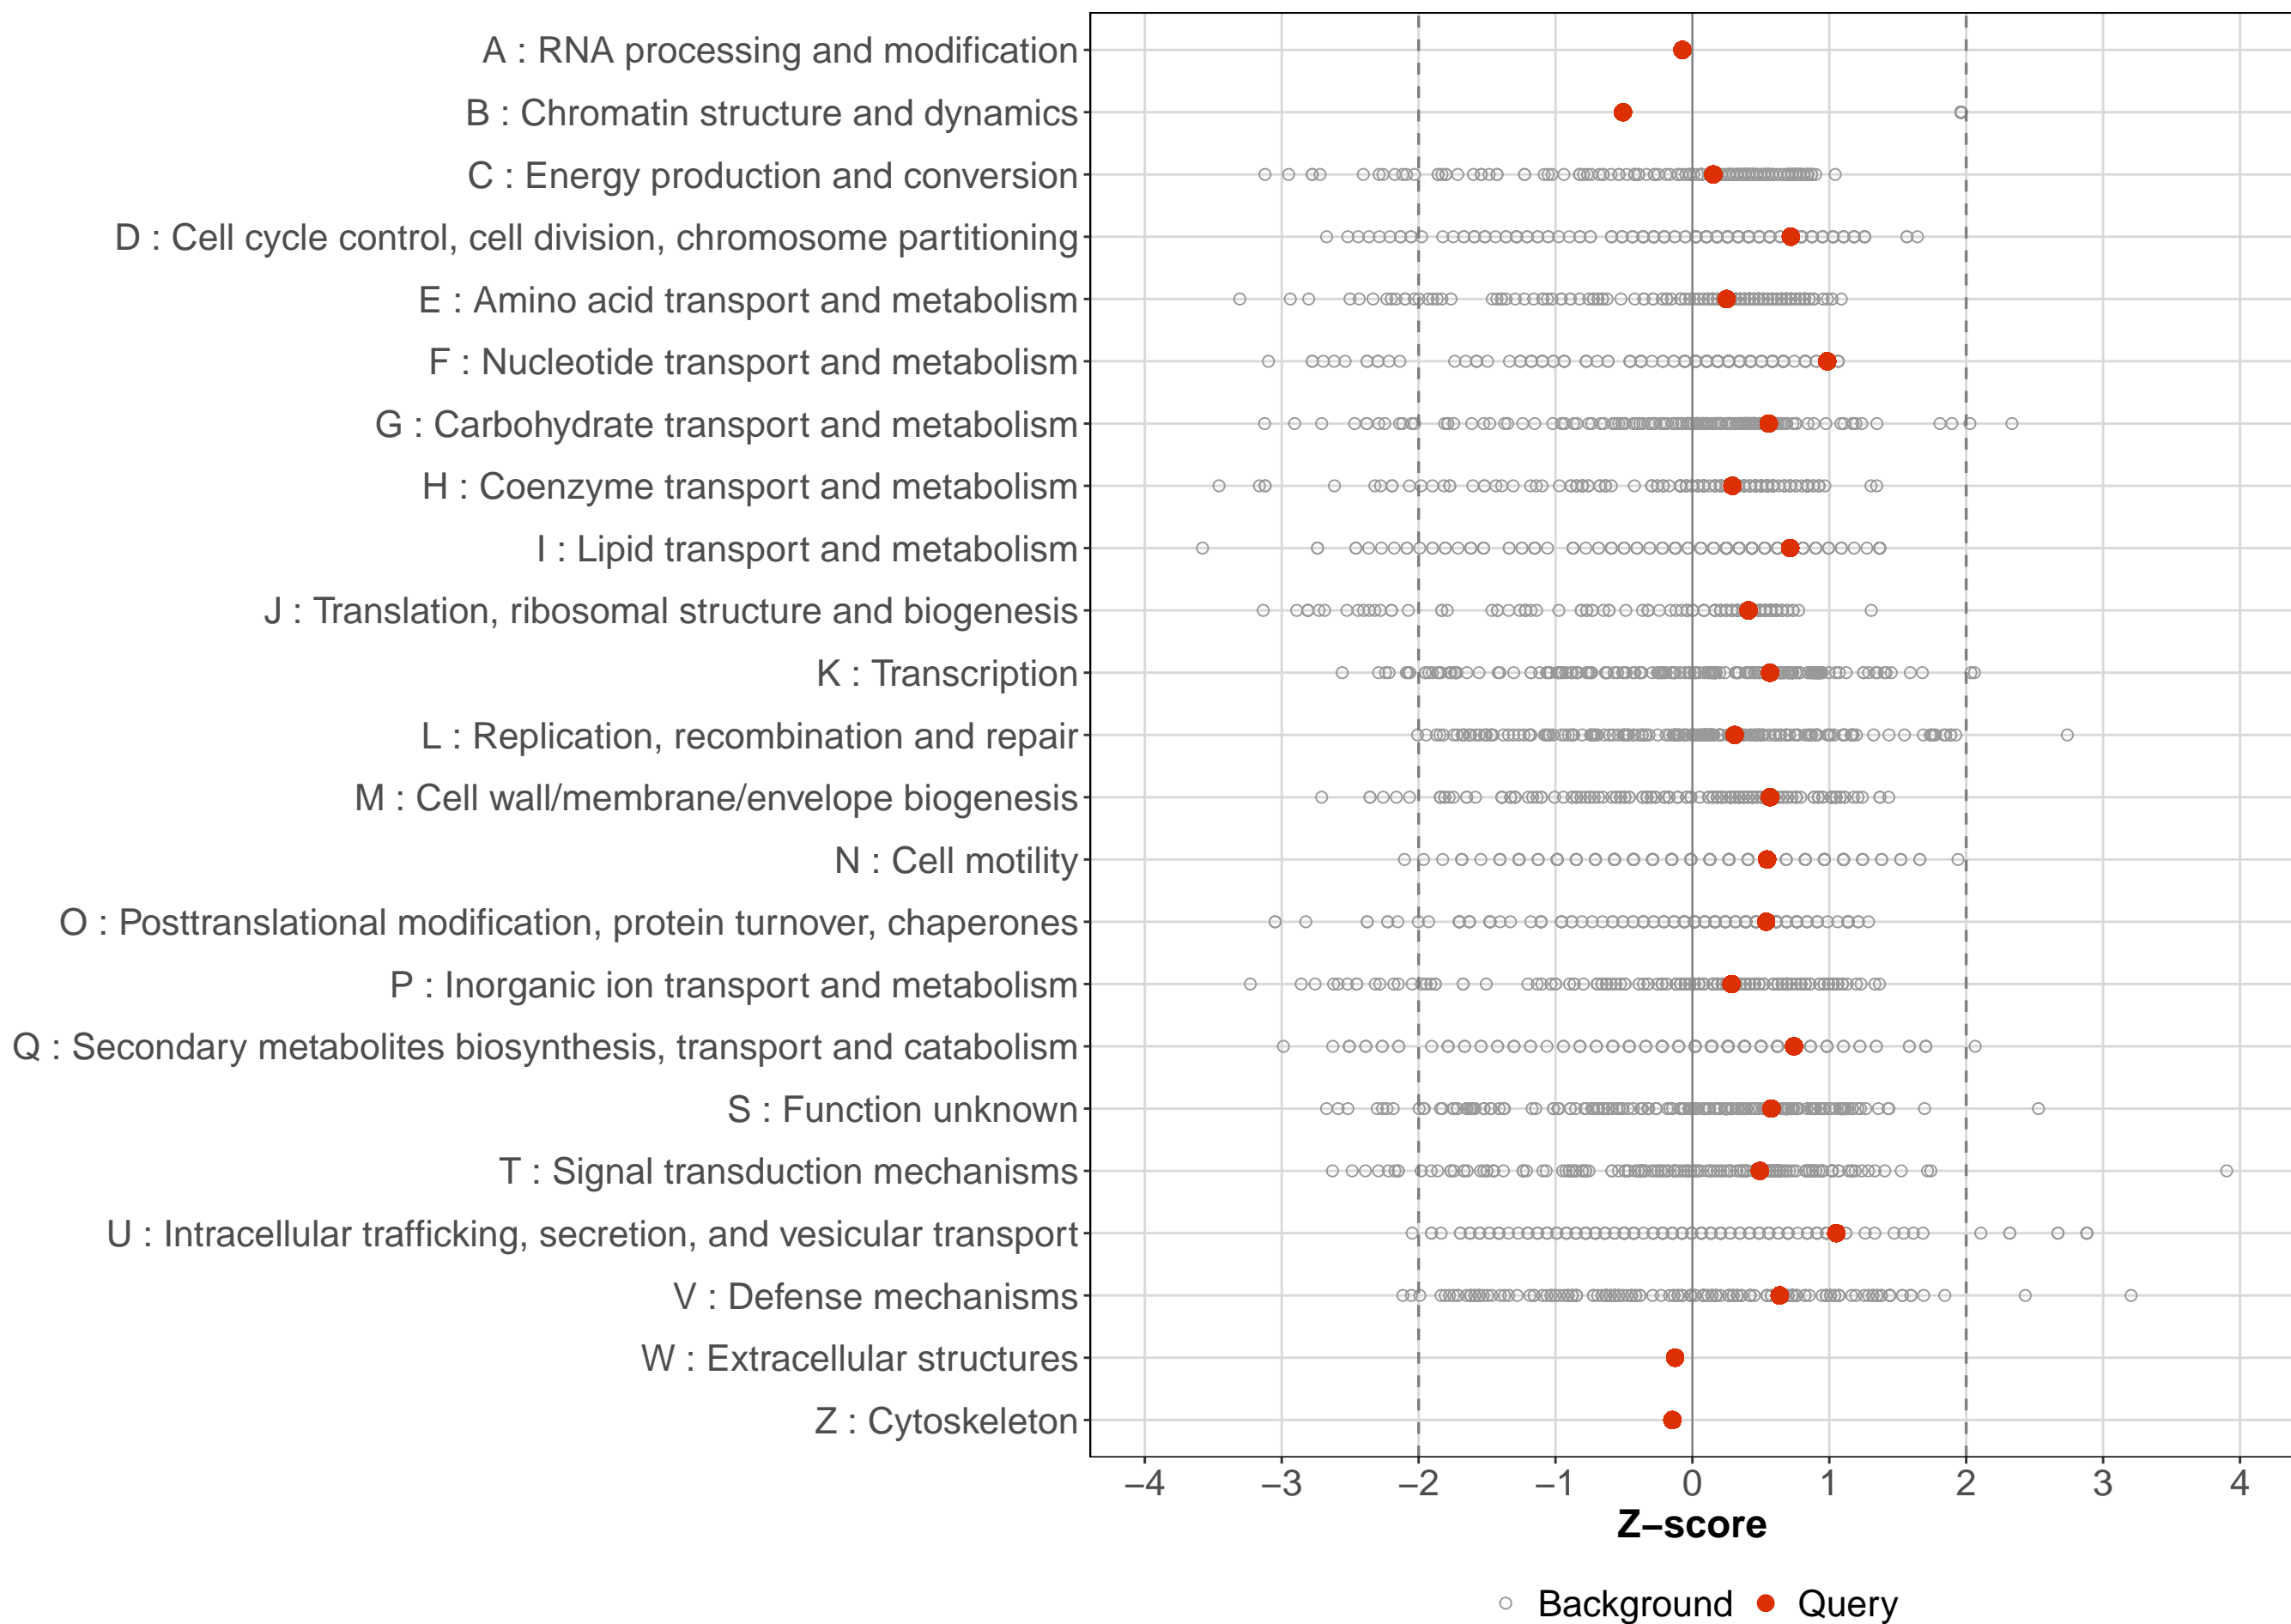 A : RNA processing and modification
B : Chromatin structure and dynamics
C : Energy production and conversion
D : Cell cycle control, cell division, chromosome partitioning
E : Amino acid transport and metabolism
F : Nucleotide transport and metabolism
G : Carbohydrate transport and metabolism
H : Coenzyme transport and metabolism
I : Lipid transport and metabolism
J : Translation, ribosomal structure and biogenesis
K : Transcription
L : Replication, recombination and repair
M : Cell wall/membrane/envelope biogenesis
N : Cell motility
O : Posttranslational modification, protein turnover, chaperones
P : Inorganic ion transport and metabolism
Q : Secondary metabolites biosynthesis, transport and catabolism
S : Function unknown
T : Signal transduction mechanisms
U : Intracellular trafficking, secretion, and vesicular transport
V : Defense mechanisms
W : Extracellular structures
Z : Cytoskeleton
−4 −3 −2 −1 0 1 2 3 4
Z−score
Background Query